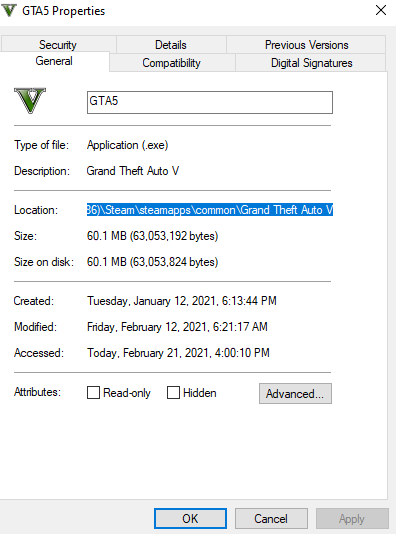 GTA5 Properties
Security Details Previous Versions
General Compatibility Digital Signatures
GTA5
Type of file: Application (.exe)
Description: Grand Theft Auto V
Location: 86)\Steam\steamapps\common\Grand Theft Auto V
Size: 60.1 MB (63,053,192 bytes)
Size on disk: 60.1 MB (63,053,824 bytes)
Created: Tuesday, January 12, 2021, 6:13:44 PM
Modified: Friday, February 12, 2021, 6:21:17 AM
Accessed: Today, February 21, 2021, 4:00:10 PM
Attributes: Read-only Hidden Advanced...
OK Cancel Apply